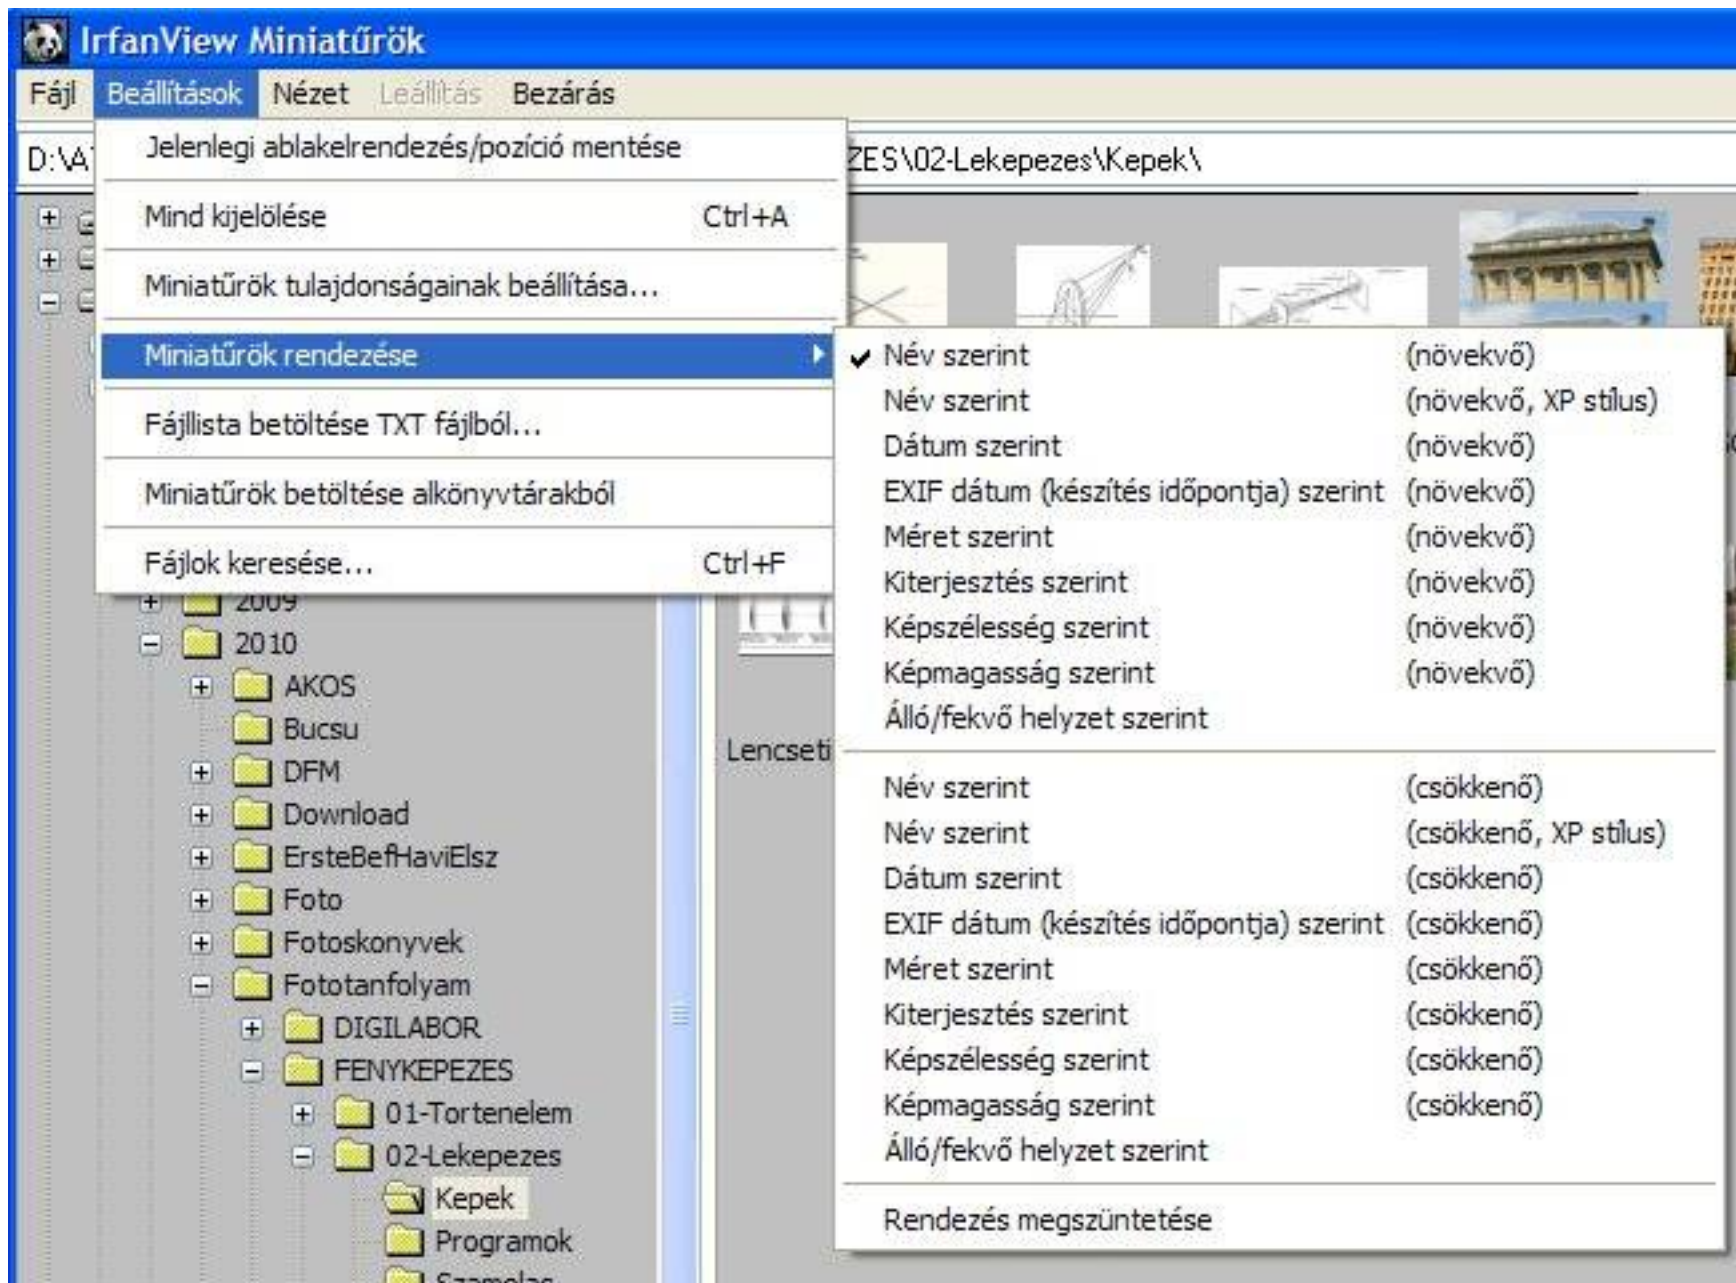 IrfanView Miniatűrök
Fájl Beállítások Nézet Leállítás Bezárás
D:\A ZES\02-Lekepezes\Kepek\
Jelenlegi ablakelrendezés/pozíció mentése
Mind kijelölése Ctrl+A
Miniatűrök tulajdonságainak beállítása...
Miniatűrök rendezése
Fájllista betöltése TXT fájlból...
Miniatűrök betöltése alkönyvtárakból
Fájlok keresése... Ctrl+F
Név szerint (növekvő)
Név szerint (növekvő, XP stílus)
Dátum szerint (növekvő)
EXIF dátum (készítés időpontja) szerint (növekvő)
Méret szerint (növekvő)
Kiterjesztés szerint (növekvő)
Képszélesség szerint (növekvő)
Képmagasság szerint (növekvő)
Álló/fekvő helyzet szerint
Név szerint (csökkenő)
Név szerint (csökkenő, XP stílus)
Dátum szerint (csökkenő)
EXIF dátum (készítés időpontja) szerint (csökkenő)
Méret szerint (csökkenő)
Kiterjesztés szerint (csökkenő)
Képszélesség szerint (csökkenő)
Képmagasság szerint (csökkenő)
Álló/fekvő helyzet szerint
Rendezés megszüntetése
2009
2010
AKOS
Bucsu
DFM
Download
ErsteBefHaviElsz
Foto
Fotoskonyvek
Fototanfolyam
DIGILABOR
FENYKEPEZES
01-Tortenelem
02-Lekepezes
Kepek
Programok
Szamolas
Lencseti